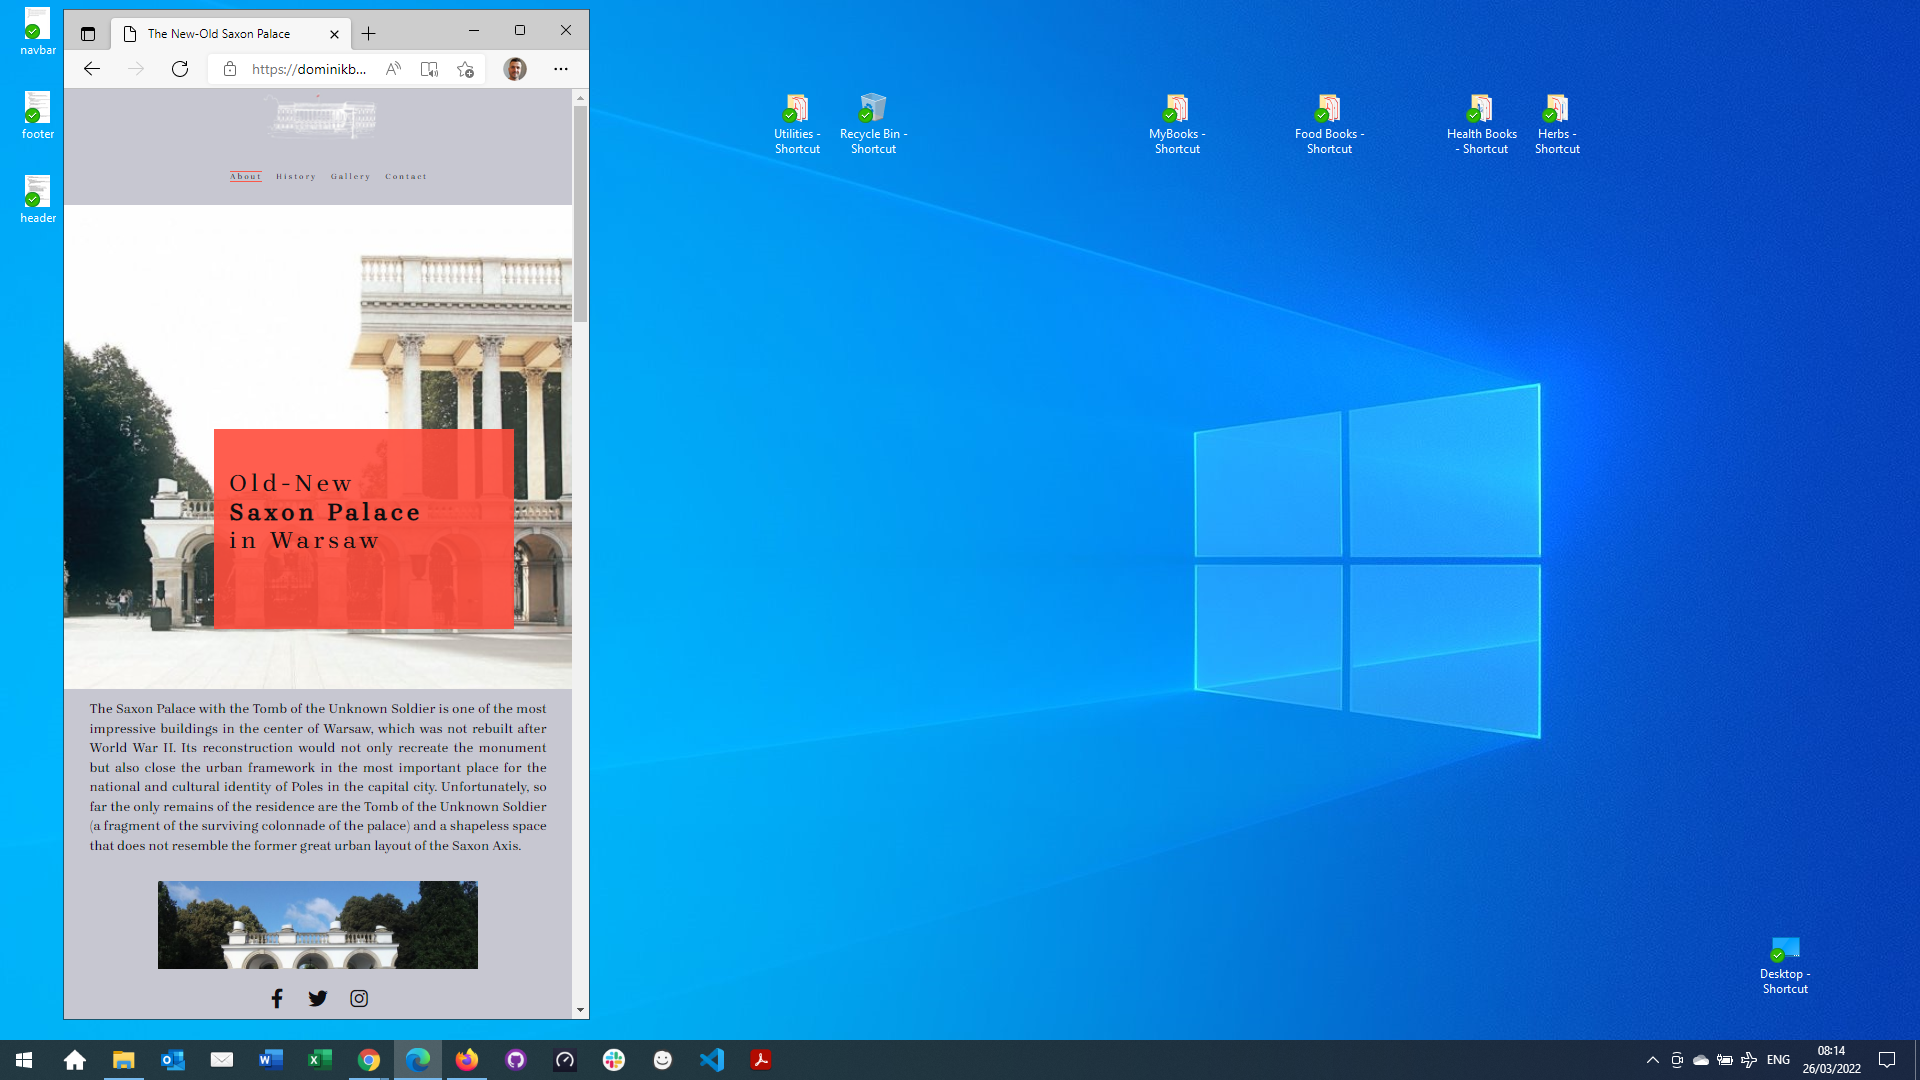 navbar
footer
header
The New-Old Saxon Palace
https://dominikb...
About History Gallery Contact
Old-New
Saxon Palace
in Warsaw
The Saxon Palace with the Tomb of the Unknown Soldier is one of the most
impressive buildings in the center of Warsaw, which was not rebuilt after
World War II. Its reconstruction would not only recreate the monument
but also close the urban framework in the most important place for the
national and cultural identity of Poles in the capital city. Unfortunately, so
far the only remains of the residence are the Tomb of the Unknown Soldier
(a fragment of the surviving colonnade of the palace) and a shapeless space
that does not resemble the former great urban layout of the Saxon Axis.
Utilities -
Shortcut
Recycle Bin -
Shortcut
MyBooks -
Shortcut
Food Books -
Shortcut
Health Books
- Shortcut
Herbs -
Shortcut
Desktop -
Shortcut
ENG
08:14
26/03/2022